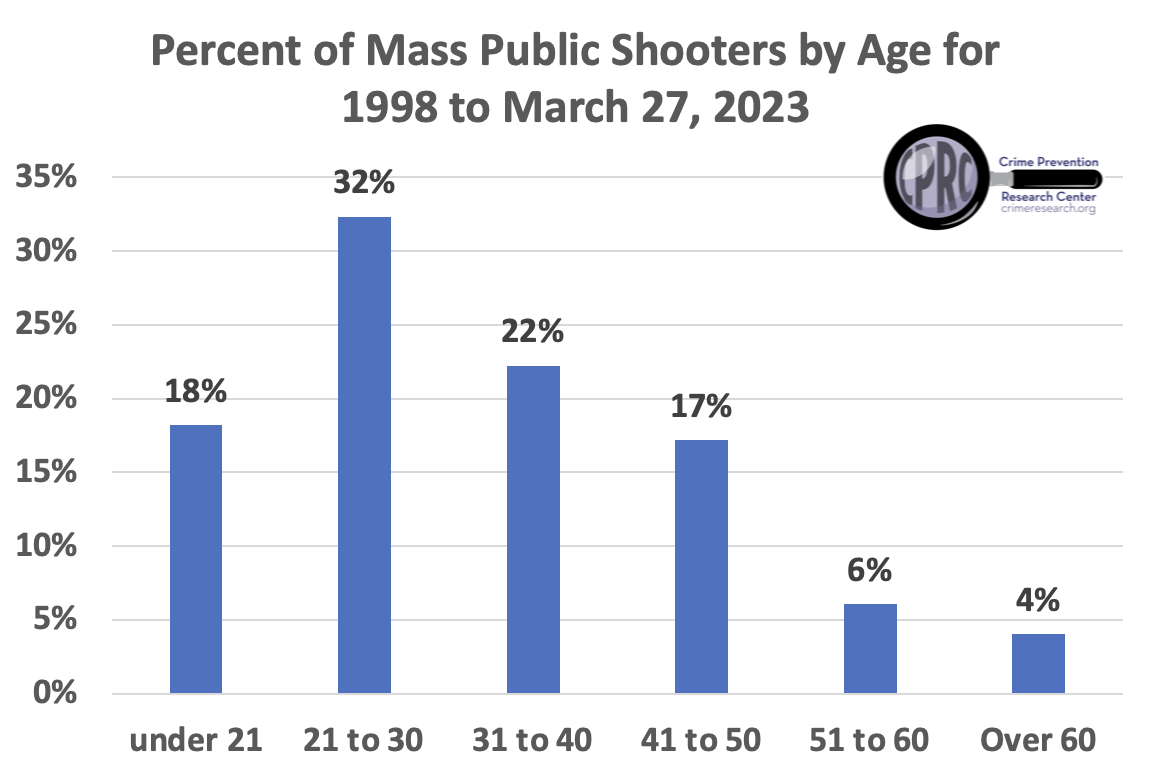 Percent of Mass Public Shooters by Age for
1998 to March 27, 2023
CPRC
Crime Prevention
Research Center
crimeresearch.org
35%
30%
25%
20%
15%
10%
5%
0%
18%
32%
22%
17%
6%
4%
under 21
21 to 30
31 to 40
41 to 50
51 to 60
Over 60